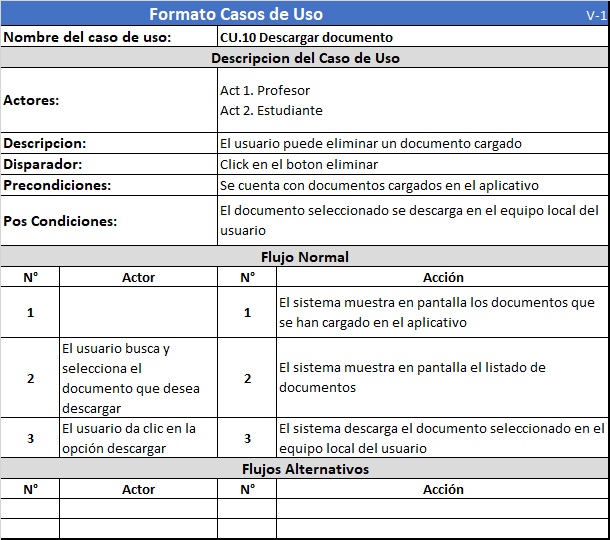 Formato Casos de Uso V-1
Nombre del caso de uso: CU.10 Descargar documento
Descripcion del Caso de Uso
Actores:
Act 1. Profesor
Act 2. Estudiante
Descripcion: El usuario puede eliminar un documento cargado
Disparador: Click en el boton eliminar
Precondiciones: Se cuenta con documentos cargados en el aplicativo
Pos Condiciones:
El documento seleccionado se descarga en el equipo local del
usuario
Flujo Normal
N° Actor N° Acción
1
1
El sistema muestra en pantalla los documentos que
se han cargado en el aplicativo
2
El usuario busca y
selecciona el
documento que desea
descargar
2
El sistema muestra en pantalla el listado de
documentos
3
El usuario da clic en la
opción descargar
3
El sistema descarga el documento seleccionado en el
equipo local del usuario
Flujos Alternativos
N° Actor N° Acción